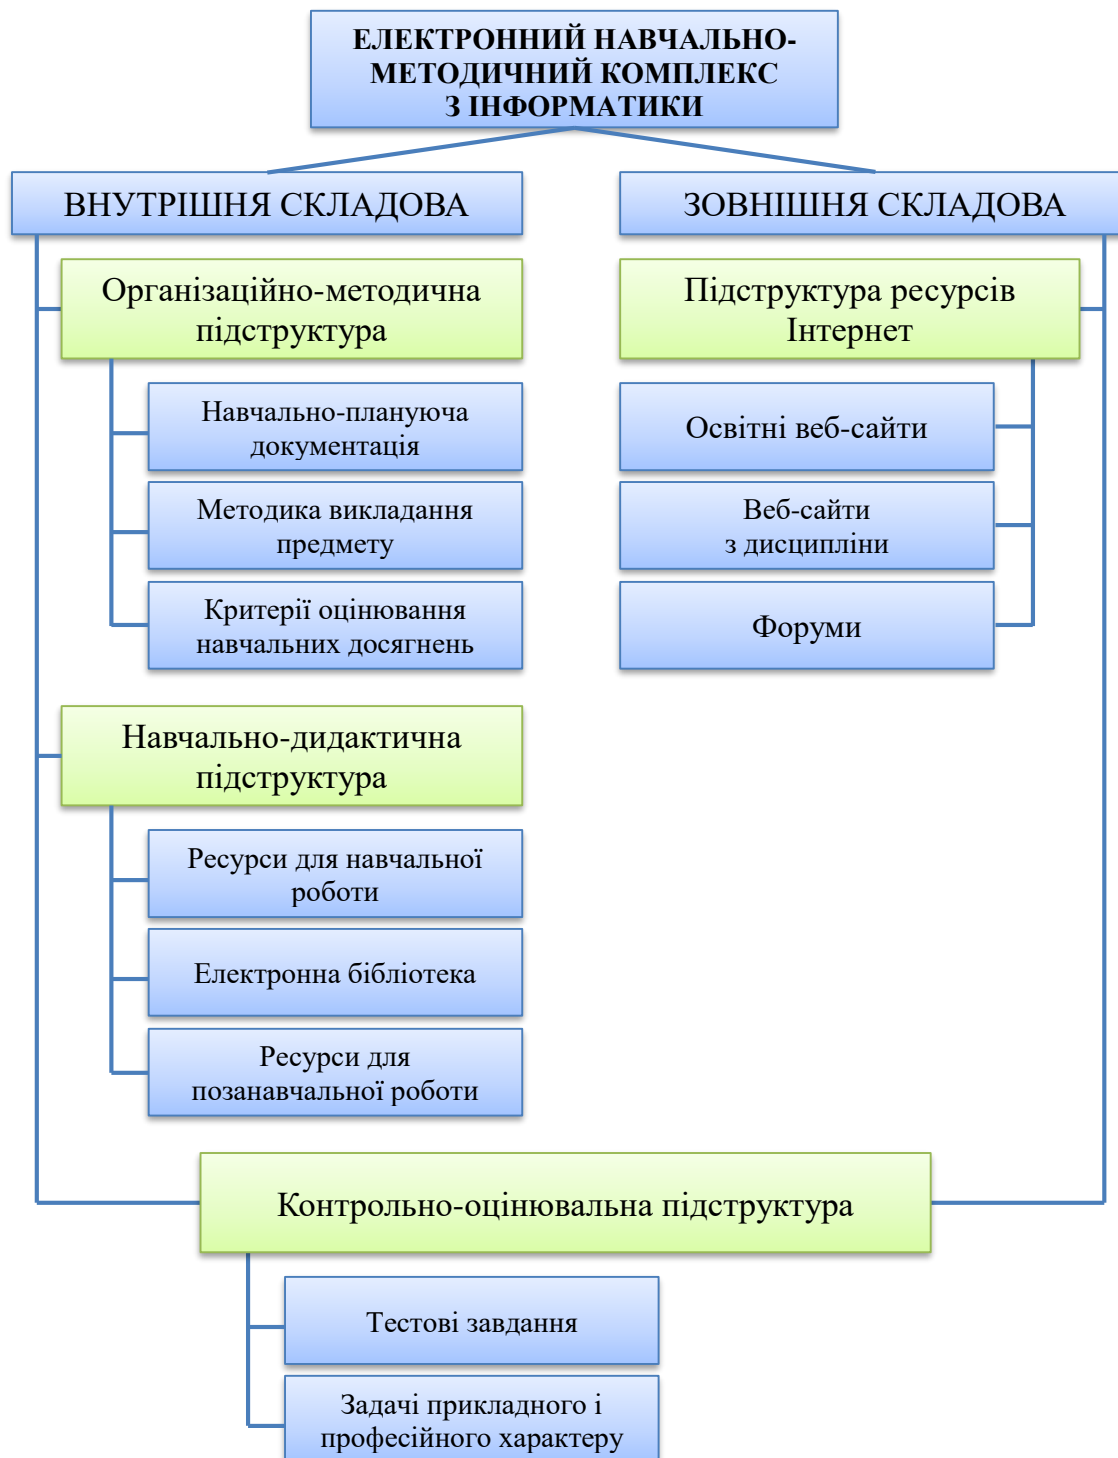 ЕЛЕКТРОННИЙ НАВЧАЛЬНО-
МЕТОДИЧНИЙ КОМПЛЕКС
З ІНФОРМАТИКИ
ВНУТРІШНЯ СКЛАДОВА
Організаційно-методична
підструктура
Навчально-плануюча
документація
Методика викладання
предмету
Критерії оцінювання
навчальних досягнень
Навчально-дидактична
підструктура
Ресурси для навчальної
роботи
Електронна бібліотека
Ресурси для
позанавчальної роботи
ЗОВНІШНЯ СКЛАДОВА
Підструктура ресурсів
Інтернет
Освітні веб-сайти
Веб-сайти
з дисципліни
Форуми
Контрольно-оцінювальна підструктура
Тестові завдання
Задачі прикладного і
професійного характеру